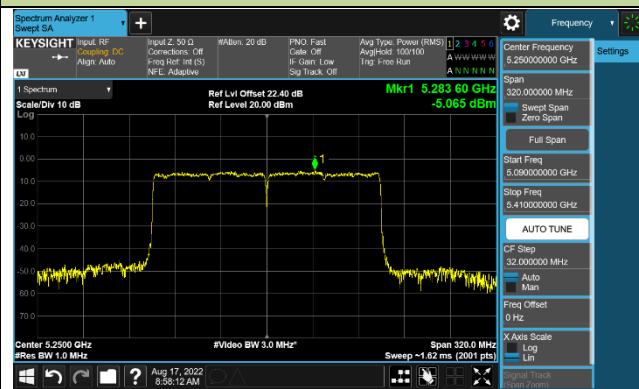 Spectrum Analyzer 1
Swept SA
+
Frequency
KEYSIGHT
Input: RF
Coupling: DC
Align: Auto
Input Z: 50 Ω
Corrections: Off
Freq Ref: Int (S)
NFE: Adaptive
#Atten: 20 dB
PNO: Fast
Gate: Off
IF Gain: Low
Sig Track: Off
Avg Type: Power (RMS)
Avg|Hold: 100/100
Trig: Free Run
1 2 3 4 5 6
A W W W W W
A N N N N N
LXI
1 Spectrum
Scale/Div 10 dB
Log
Ref Lvl Offset 22.40 dB
Ref Level 20.00 dBm
Mkr1 5.283 60 GHz
-5.065 dBm
10.0
0.00
-10.0
-20.0
-30.0
-40.0
-50.0
-60.0
-70.0
1
Center 5.2500 GHz
#Res BW 1.0 MHz
#Video BW 3.0 MHz*
Span 320.0 MHz
Sweep ~1.62 ms (2001 pts)
Aug 17, 2022
8:58:12 AM
Center Frequency
5.25000000 GHz
Span
320.000000 MHz
Swept Span
Zero Span
Full Span
Start Freq
5.090000000 GHz
Stop Freq
5.410000000 GHz
AUTO TUNE
CF Step
32.000000 MHz
Auto
Man
Freq Offset
0 Hz
X Axis Scale
Log
Lin
Signal Track
(Span Zoom)
Settings